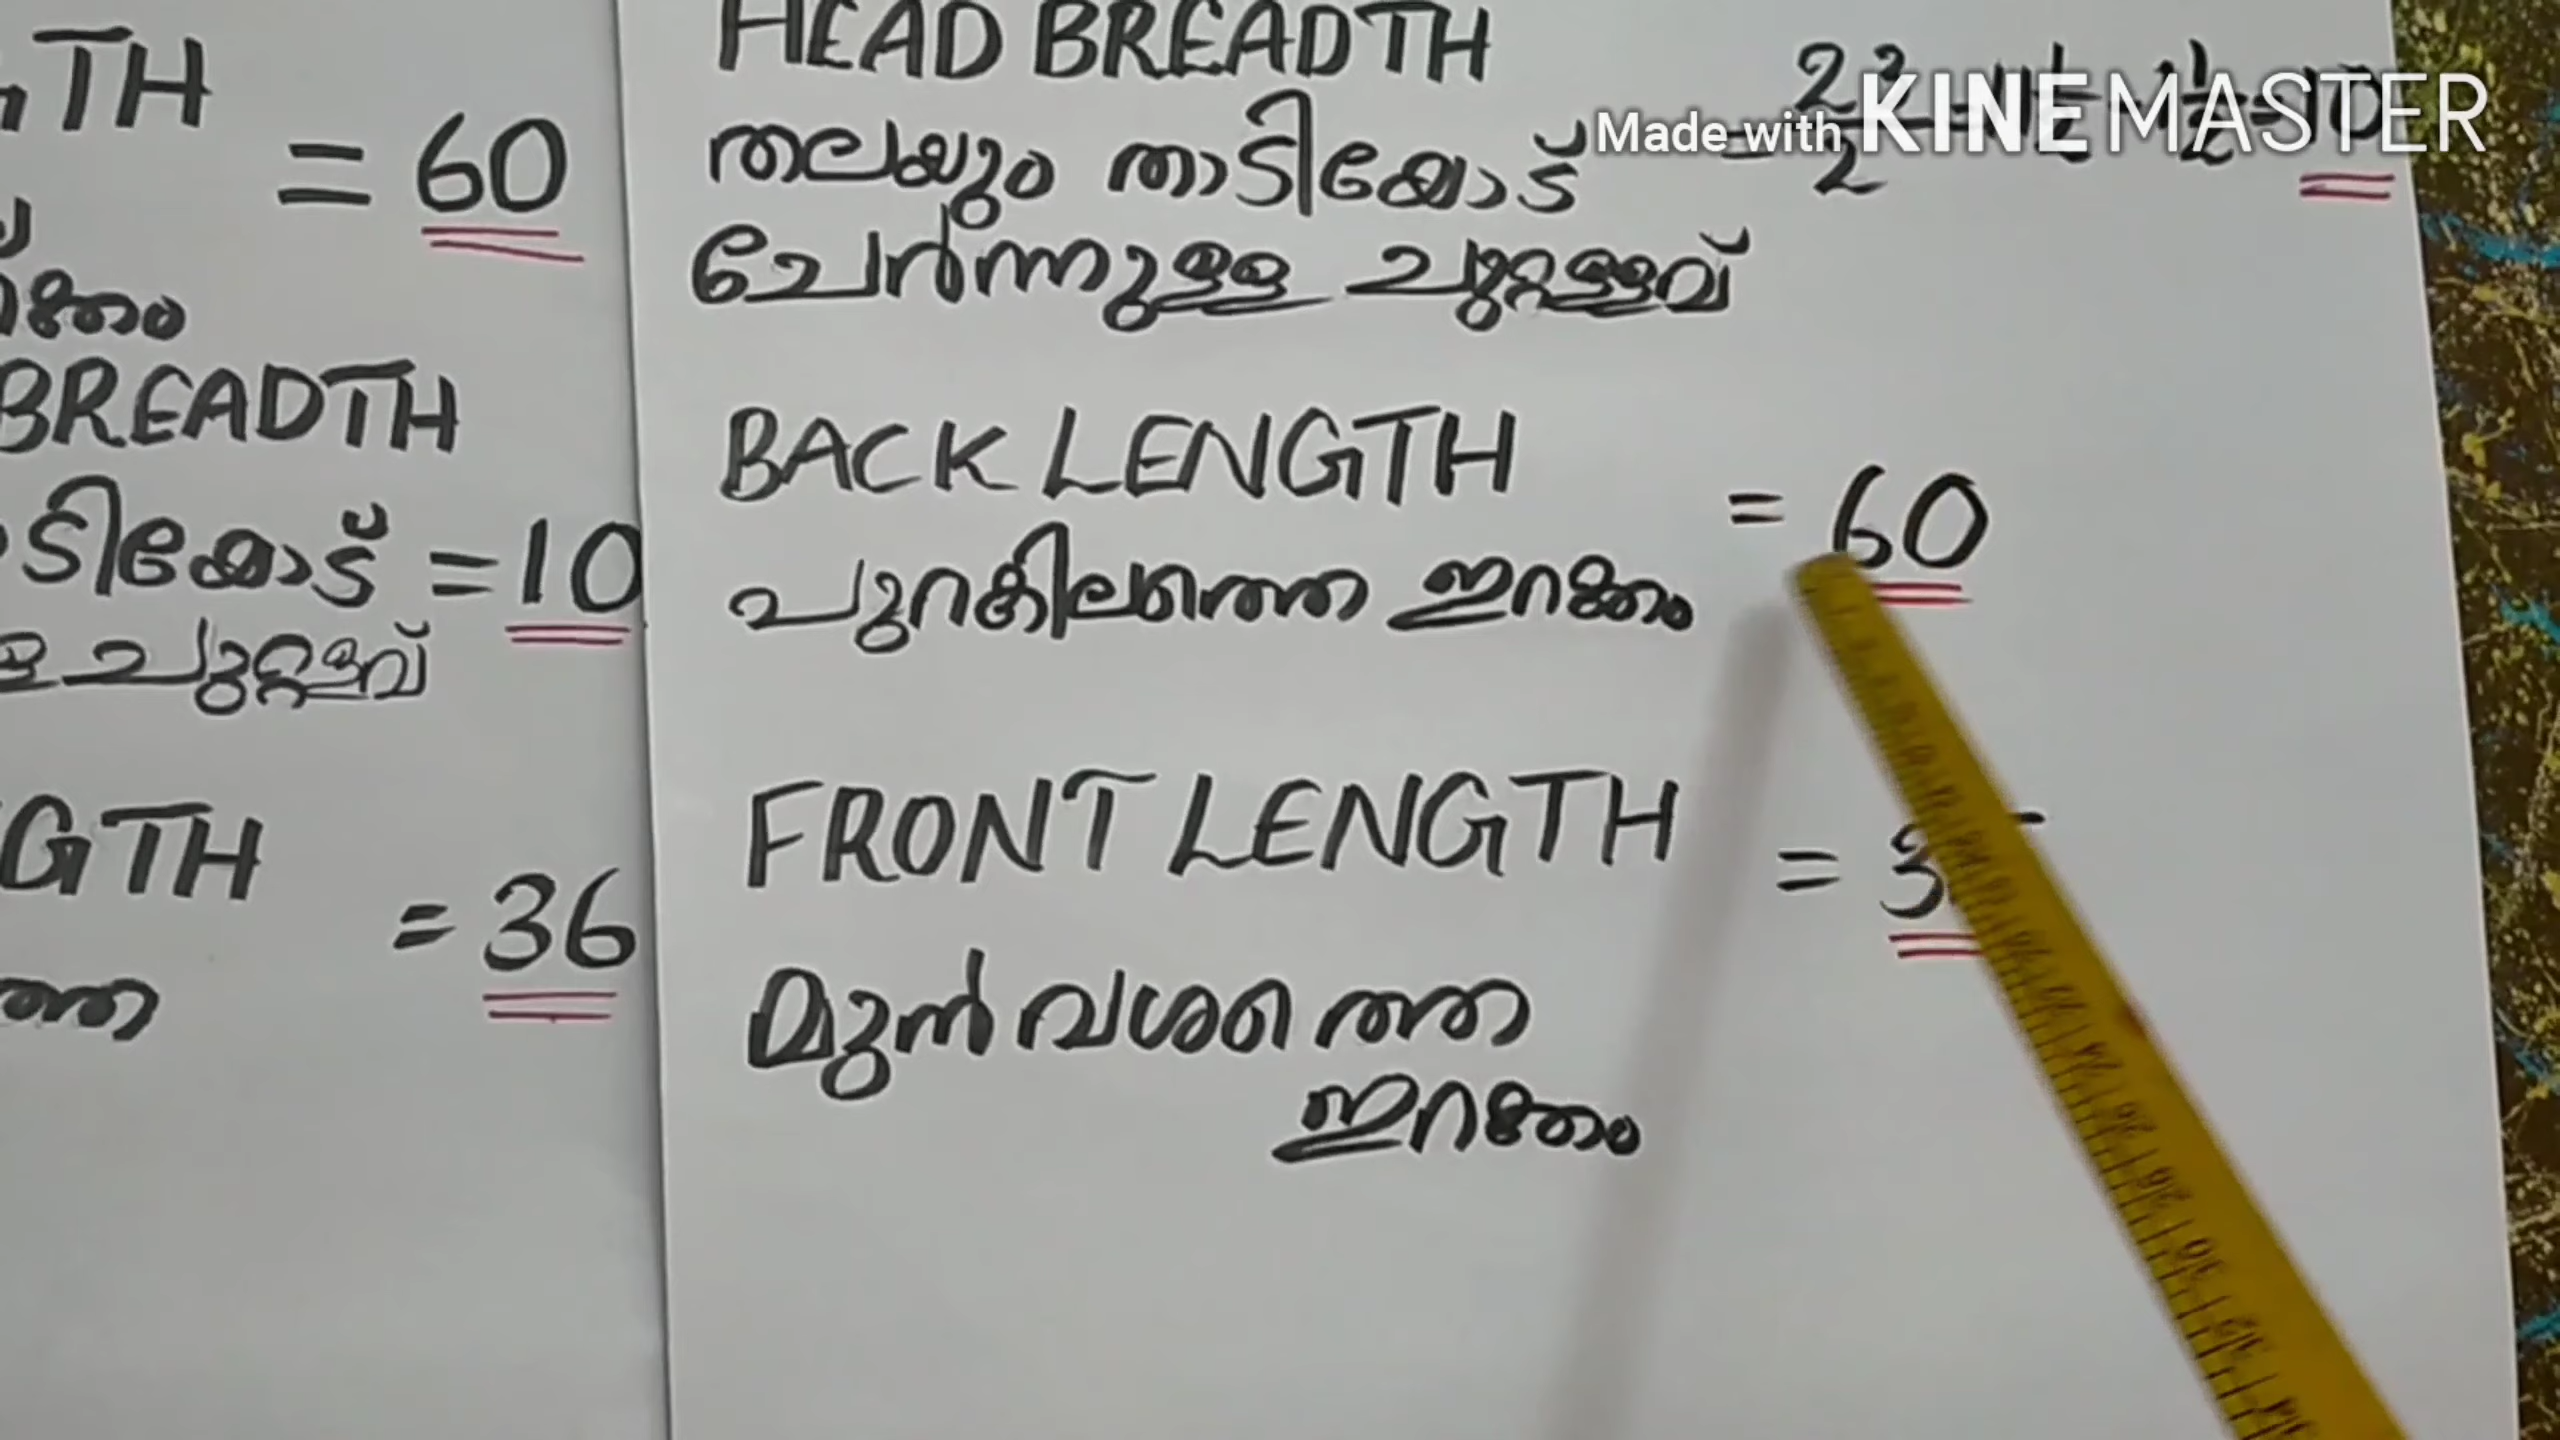 TH
= 60
BREADTH
ടികോട് = 10
ചുറ്റളവ്
GTH
= 36
HEAD BREADTH
തലയും താടികോട്
ചേർന്നുള്ള ചുറ്റളളവ്
BACK LENGTH
= 60
പുറകിലത്തെ ഇറക്കം
FRONT LENGTH
=
മുൻവശത്തെ
ഇറക്കം
Made with KINEMASTER